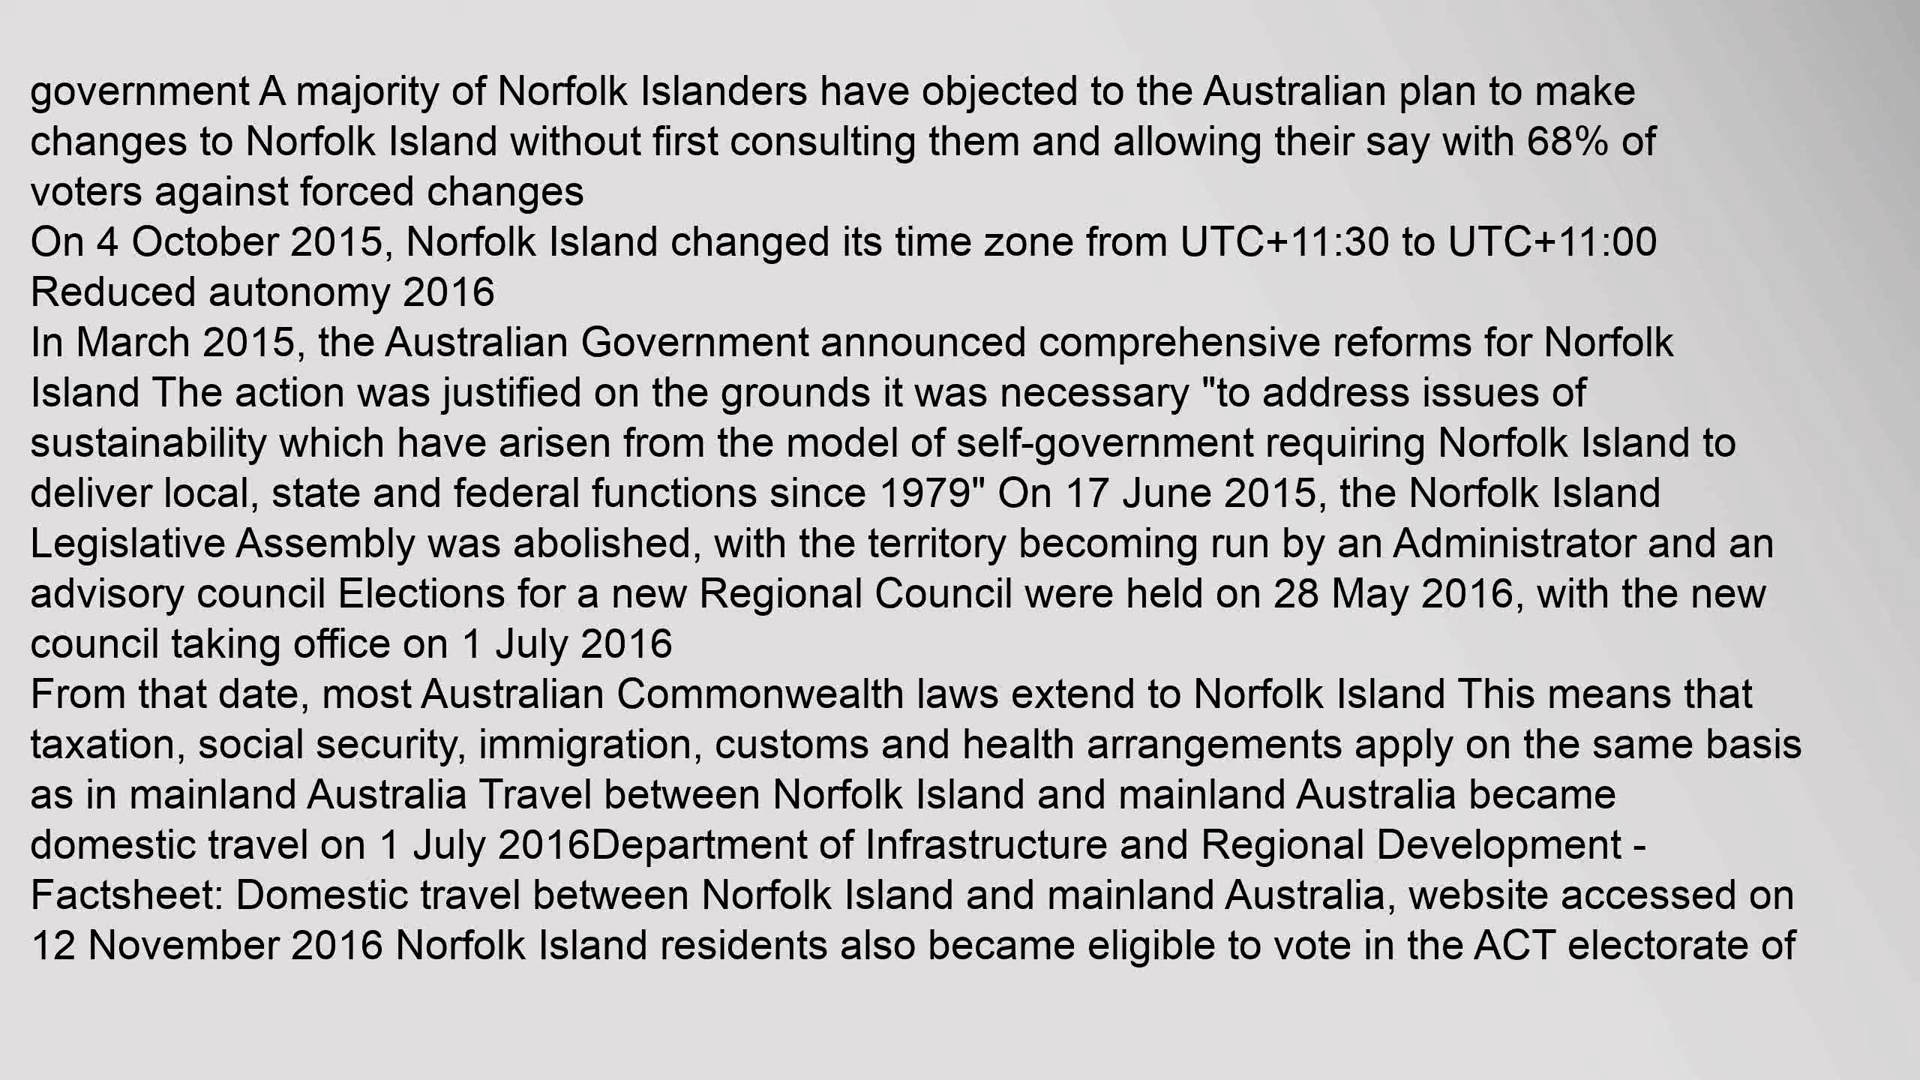 government A majority of Norfolk Islanders have objected to the Australian plan to make
changes to Norfolk Island without first consulting them and allowing their say with 68% of
voters against forced changes
On 4 October 2015, Norfolk Island changed its time zone from UTC+11:30 to UTC+11:00
Reduced autonomy 2016
In March 2015, the Australian Government announced comprehensive reforms for Norfolk
Island The action was justified on the grounds it was necessary "to address issues of
sustainability which have arisen from the model of self-government requiring Norfolk Island to
deliver local, state and federal functions since 1979" On 17 June 2015, the Norfolk Island
Legislative Assembly was abolished, with the territory becoming run by an Administrator and an
advisory council Elections for a new Regional Council were held on 28 May 2016, with the new
council taking office on 1 July 2016
From that date, most Australian Commonwealth laws extend to Norfolk Island This means that
taxation, social security, immigration, customs and health arrangements apply on the same basis
as in mainland Australia Travel between Norfolk Island and mainland Australia became
domestic travel on 1 July 2016Department of Infrastructure and Regional Development -
Factsheet: Domestic travel between Norfolk Island and mainland Australia, website accessed on
12 November 2016 Norfolk Island residents also became eligible to vote in the ACT electorate of